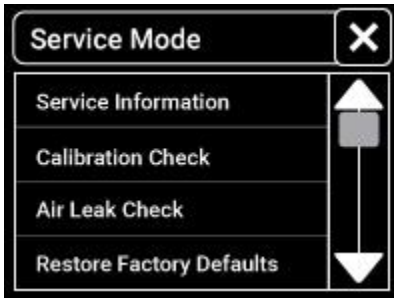 Service Mode
Service Information
Calibration Check
Air Leak Check
Restore Factory Defaults